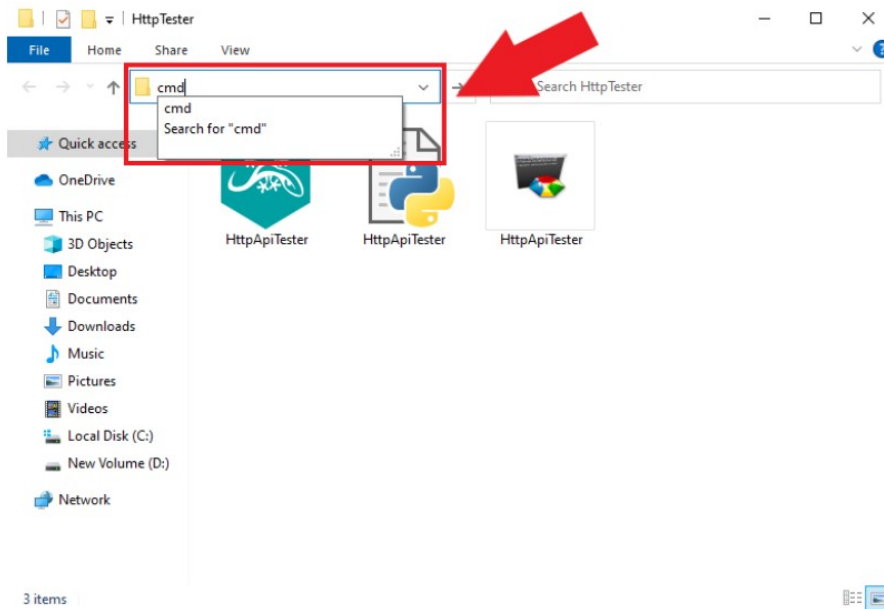 HttpTester
File Home Share View
cmd
Search HttpTester
cmd
Search for "cmd"
Quick access
OneDrive
This PC
3D Objects
Desktop
Documents
Downloads
Music
Pictures
Videos
Local Disk (C:)
New Volume (D:)
Network
HttpApiTester HttpApiTester HttpApiTester
3 items